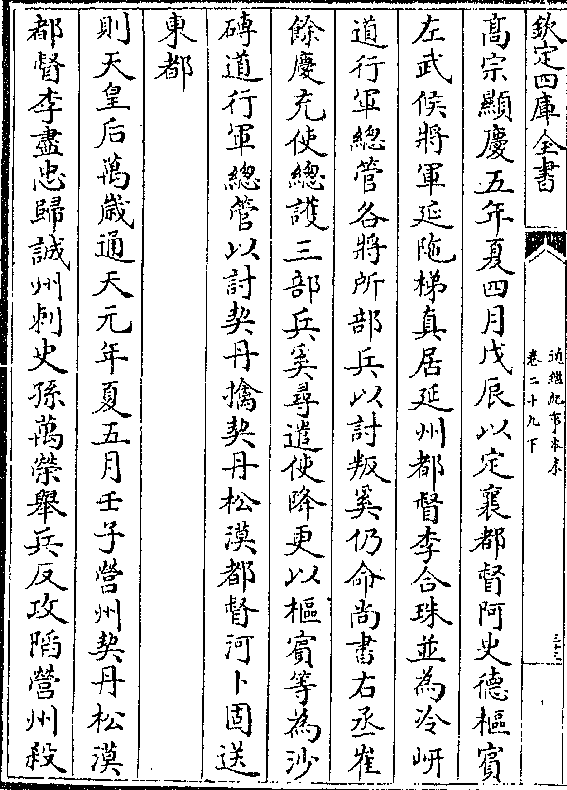 欽定四庫全書
通鑑紀事本末
卷二十九下
三十三
高宗顯慶五年夏四月戊辰以定襄都督阿史德樞賓
左武侯將軍延陁梯真居延州都督李合珠並為冷岍
道行軍總管各將所部兵以討叛奚仍命尚書右丞崔
餘慶充使總護三部兵奚尋遣使降更以樞賓等為沙
磚道行軍總管以討契丹擒契丹松漠都督阿卜固送
東都
則天皇后萬歲通天元年夏五月壬子營州契丹松漠
都督李盡忠歸誠州刺史孫萬榮舉兵反攻陷營州殺